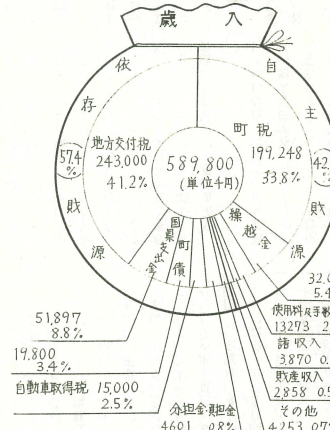 歳入
自主財源
依存財源
57.4
%
42.
町税
199,248
33.8%
地方交付税
243,000
41.2%
589,800
(単位千円)
繰越金
国県支出金
町債
32,0
5.4
51,897
8.8%
19,800
3.4%
自動車取得税 15,000
2.5%
使用料及手数
13273 2
諸収入
3,870 0.
財産収入
2,858 0.5
その他
4,253 0.7
分担金・負担金
4601 0.8%